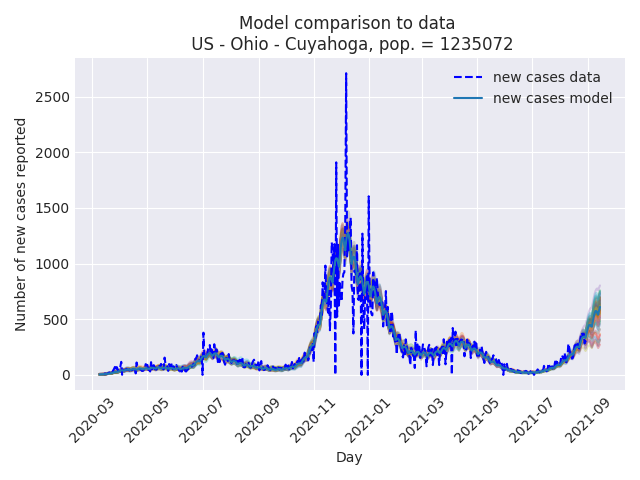 Model comparison to data
US - Ohio - Cuyahoga, pop. = 1235072
new cases data
new cases model
Number of new cases reported
2500
2000
1500
1000
500
0
2020-03
2020-05
2020-07
2020-09
2020-11
2021-01
2021-03
2021-05
2021-07
2021-09
Day